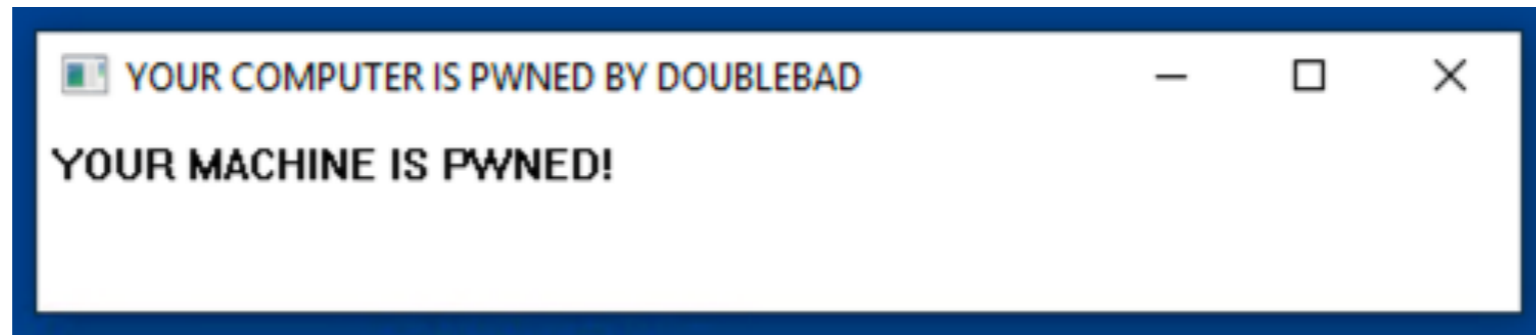 YOUR COMPUTER IS PWNED BY DOUBLEBAD
YOUR MACHINE IS PWNED!